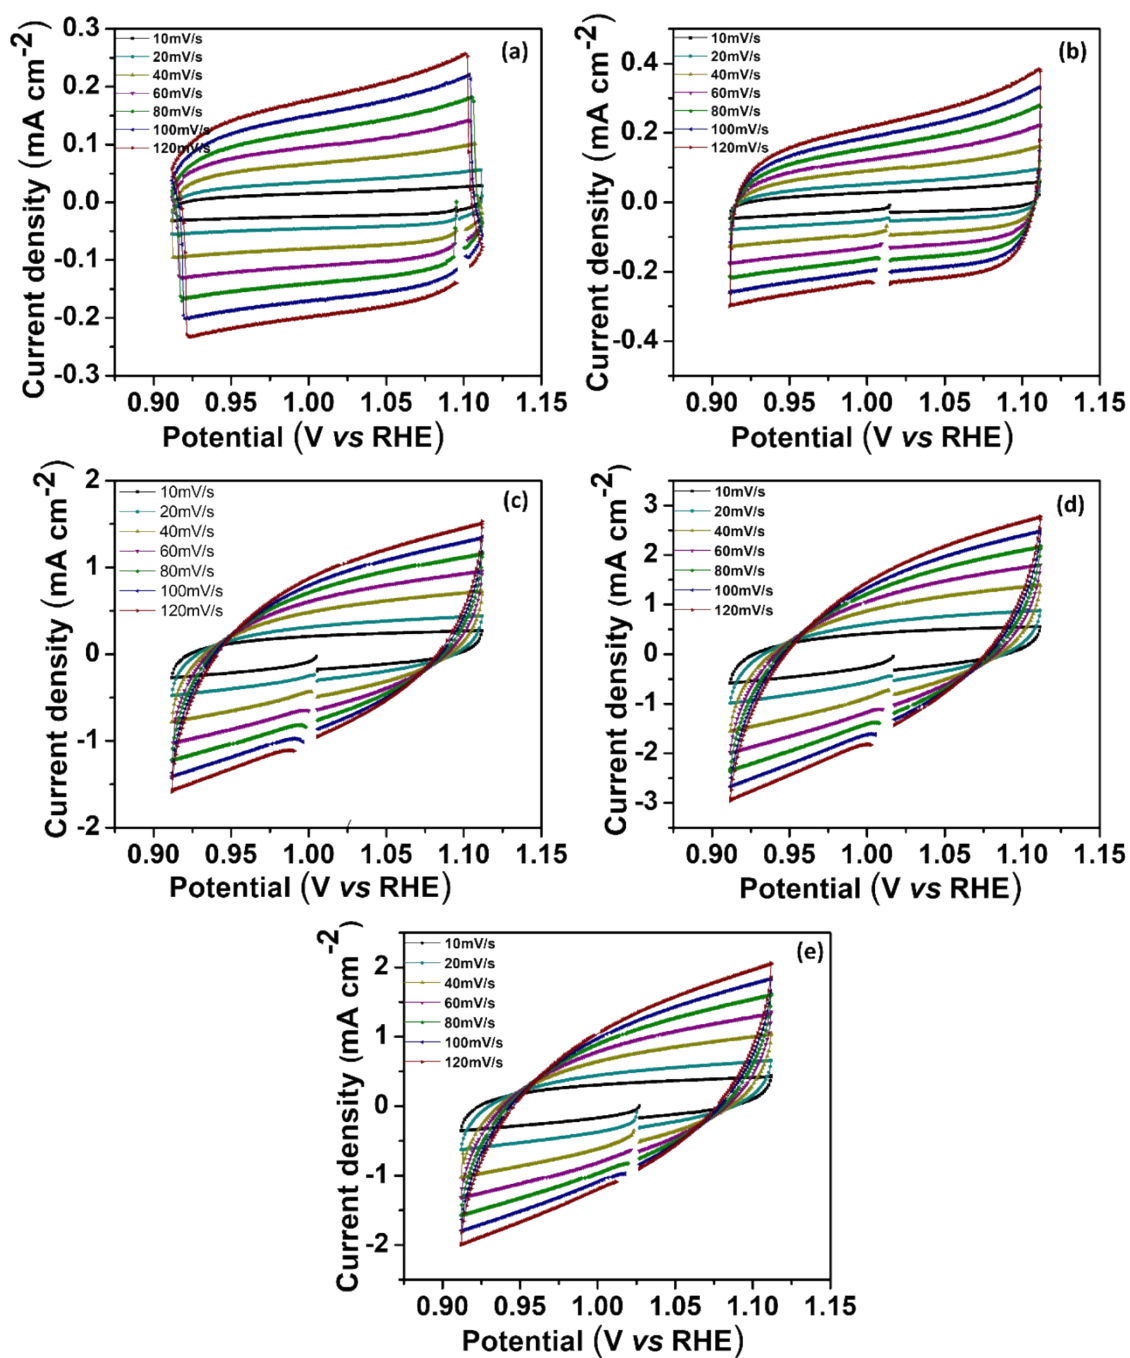 (a)
10mV/s
20mV/s
40mV/s
60mV/s
80mV/s
100mV/s
120mV/s
0.3
0.2
0.1
0.0
-0.1
-0.2
-0.3
Current density (mA cm-2)
0.90 0.95 1.00 1.05 1.10 1.15
Potential (V vs RHE)
(b)
10mV/s
20mV/s
40mV/s
60mV/s
80mV/s
100mV/s
120mV/s
0.4
0.2
0.0
-0.2
-0.4
Current density (mA cm-2)
0.90 0.95 1.00 1.05 1.10 1.15
Potential (V vs RHE)
(c)
10mV/s
20mV/s
40mV/s
60mV/s
80mV/s
100mV/s
120mV/s
2
1
0
-1
-2
Current density (mA cm-2)
0.90 0.95 1.00 1.05 1.10 1.15
Potential (V vs RHE)
(d)
10mV/s
20mV/s
40mV/s
60mV/s
80mV/s
100mV/s
120mV/s
3
2
1
0
-1
-2
-3
Current density (mA cm-2)
0.90 0.95 1.00 1.05 1.10 1.15
Potential (V vs RHE)
(e)
10mV/s
20mV/s
40mV/s
60mV/s
80mV/s
100mV/s
120mV/s
2
1
0
-1
-2
Current density (mA cm-2)
0.90 0.95 1.00 1.05 1.10 1.15
Potential (V vs RHE)